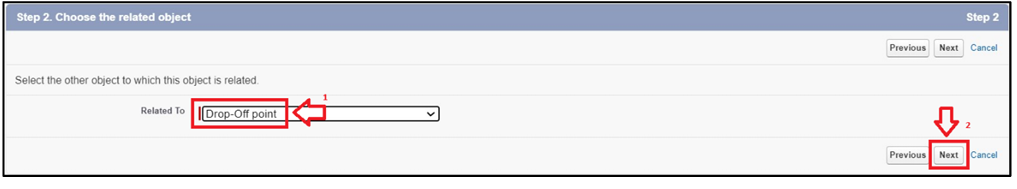 Step 2. Choose the related object Step 2
Previous Next Cancel
Select the other object to which this object is related.
Related To Drop-Off point 1
2
Previous Next Cancel